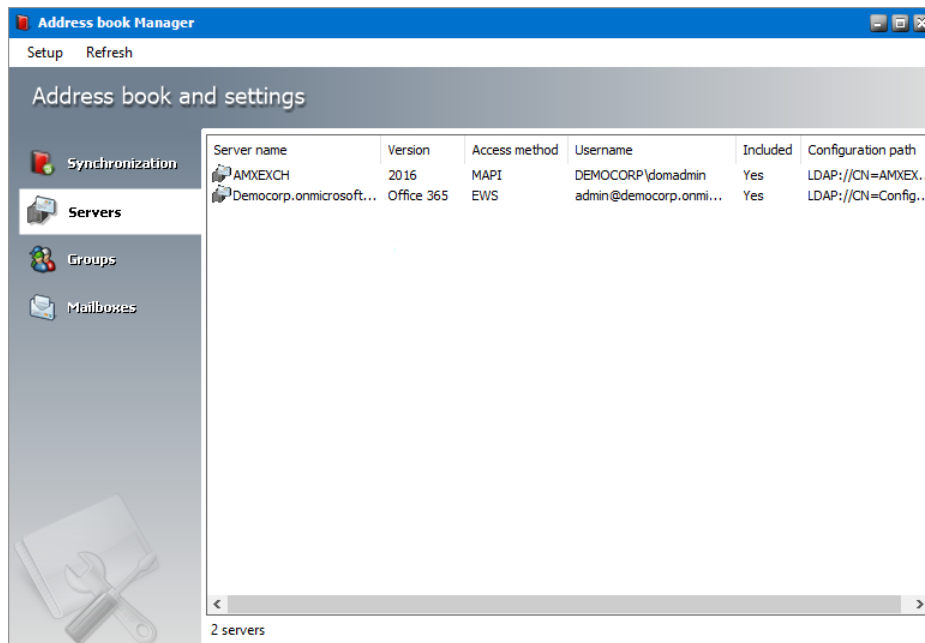 Address book Manager
Setup Refresh
Address book and settings
Synchronization
Servers
Groups
Mailboxes
Server name Version Access method Username Included Configuration path
AMXEXCH 2016 MAPI DEMOCORP\domadmin Yes LDAP://CN=AMXEX...
Democorp.onmicrosoft... Office 365 EWS admin@democorp.onmi... Yes LDAP://CN=Config...
2 servers